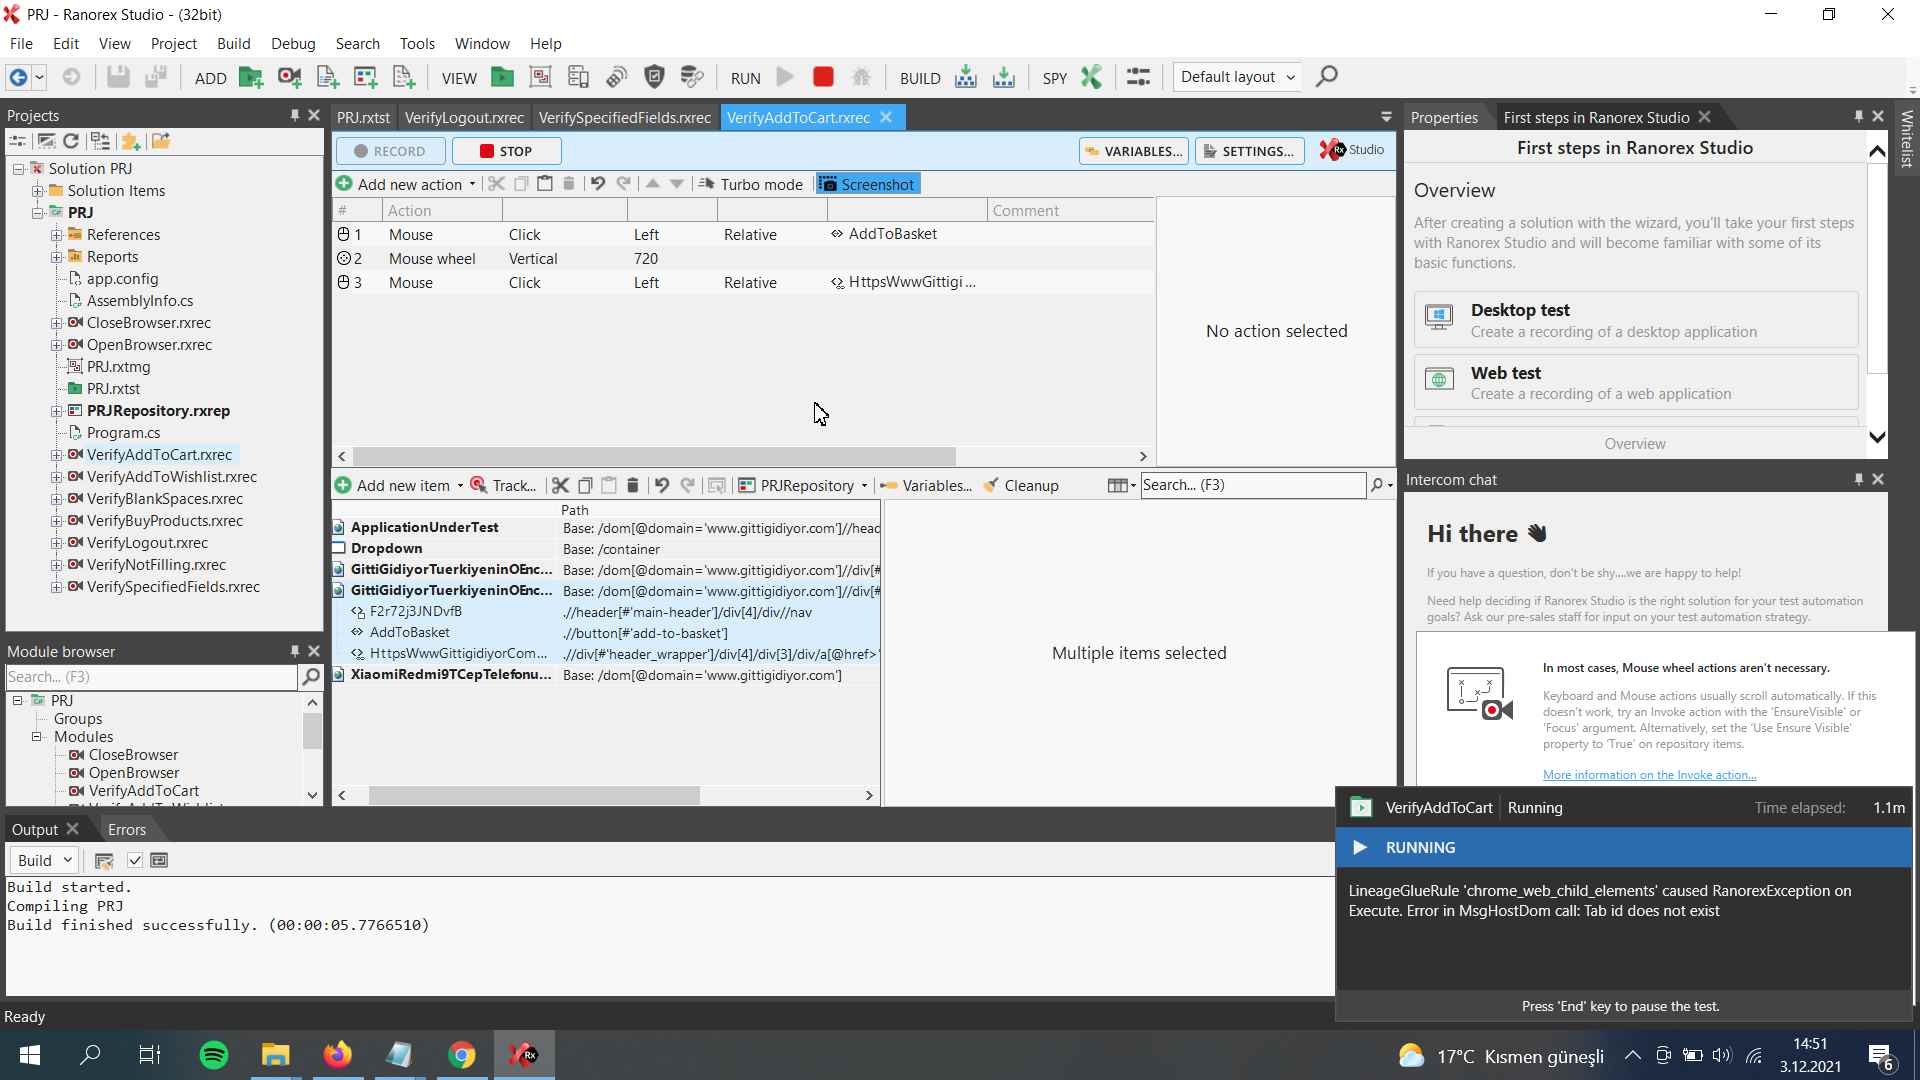 PRJ - Ranorex Studio - (32bit)
File Edit View Project Build Debug Search Tools Window Help
ADD VIEW RUN BUILD SPY Default layout
Projects
Solution PRJ
Solution Items
PRJ
References
Reports
app.config
AssemblyInfo.cs
CloseBrowser.rxrec
OpenBrowser.rxrec
PRJ.rxtmg
PRJ.rxtst
PRJRepository.rxrep
Program.cs
VerifyAddToCart.rxrec
VerifyAddToWishlist.rxrec
VerifyBlankSpaces.rxrec
VerifyBuyProducts.rxrec
VerifyLogout.rxrec
VerifyNotFilling.rxrec
VerifySpecifiedFields.rxrec
Module browser
Search... (F3)
PRJ
Groups
Modules
CloseBrowser
OpenBrowser
VerifyAddToCart
PRJ.rxtst VerifyLogout.rxrec VerifySpecifiedFields.rxrec VerifyAddToCart.rxrec
RECORD STOP VARIABLES... SETTINGS... Rx Studio
Add new action Turbo mode Screenshot
# Action Comment
1 Mouse Click Left Relative AddToBasket
2 Mouse wheel Vertical 720
3 Mouse Click Left Relative HttpsWwwGittigi...
No action selected
Add new item Track... PRJRepository Variables... Cleanup Search... (F3)
Path
ApplicationUnderTest Base: /dom[@domain='www.gittigidiyor.com']//head
Dropdown Base: /container
GittiGidiyorTuerkiyeninOEnc... Base: /dom[@domain='www.gittigidiyor.com']//div[#
GittiGidiyorTuerkiyeninOEnc... Base: /dom[@domain='www.gittigidiyor.com']//div[#
F2r72j3JNDvfB .//header[#'main-header']/div[4]/div//nav
AddToBasket .//button[#'add-to-basket']
HttpsWwwGittigidiyorCom... .//div[#'header_wrapper']/div[4]/div[3]/div/a[@href>'
XiaomiRedmi9TCepTelefonu... Base: /dom[@domain='www.gittigidiyor.com']
Multiple items selected
Properties First steps in Ranorex Studio
First steps in Ranorex Studio
Overview
After creating a solution with the wizard, you'll take your first steps
with Ranorex Studio and will become familiar with some of its
basic functions.
Desktop test
Create a recording of a desktop application
Web test
Create a recording of a web application
Overview
Whitelist
Intercom chat
Hi there 👋
If you have a question, don't be shy....we are happy to help!
Need help deciding if Ranorex Studio is the right solution for your test automation
goals? Ask our pre-sales staff for input on your test automation strategy.
In most cases, Mouse wheel actions aren't necessary.
Keyboard and Mouse actions usually scroll automatically. If this
doesn't work, try an Invoke action with the 'EnsureVisible' or
'Focus' argument. Alternatively, set the 'Use Ensure Visible'
property to 'True' on repository items.
More information on the Invoke action...
Output Errors
Build
Build started.
Compiling PRJ
Build finished successfully. (00:00:05.7766510)
VerifyAddToCart Running Time elapsed: 1.1m
RUNNING
LineageGlueRule 'chrome_web_child_elements' caused RanorexException on
Execute. Error in MsgHostDom call: Tab id does not exist
Press 'End' key to pause the test.
Ready
Rx
17°C Kısmen güneşli
14:51
3.12.2021
6